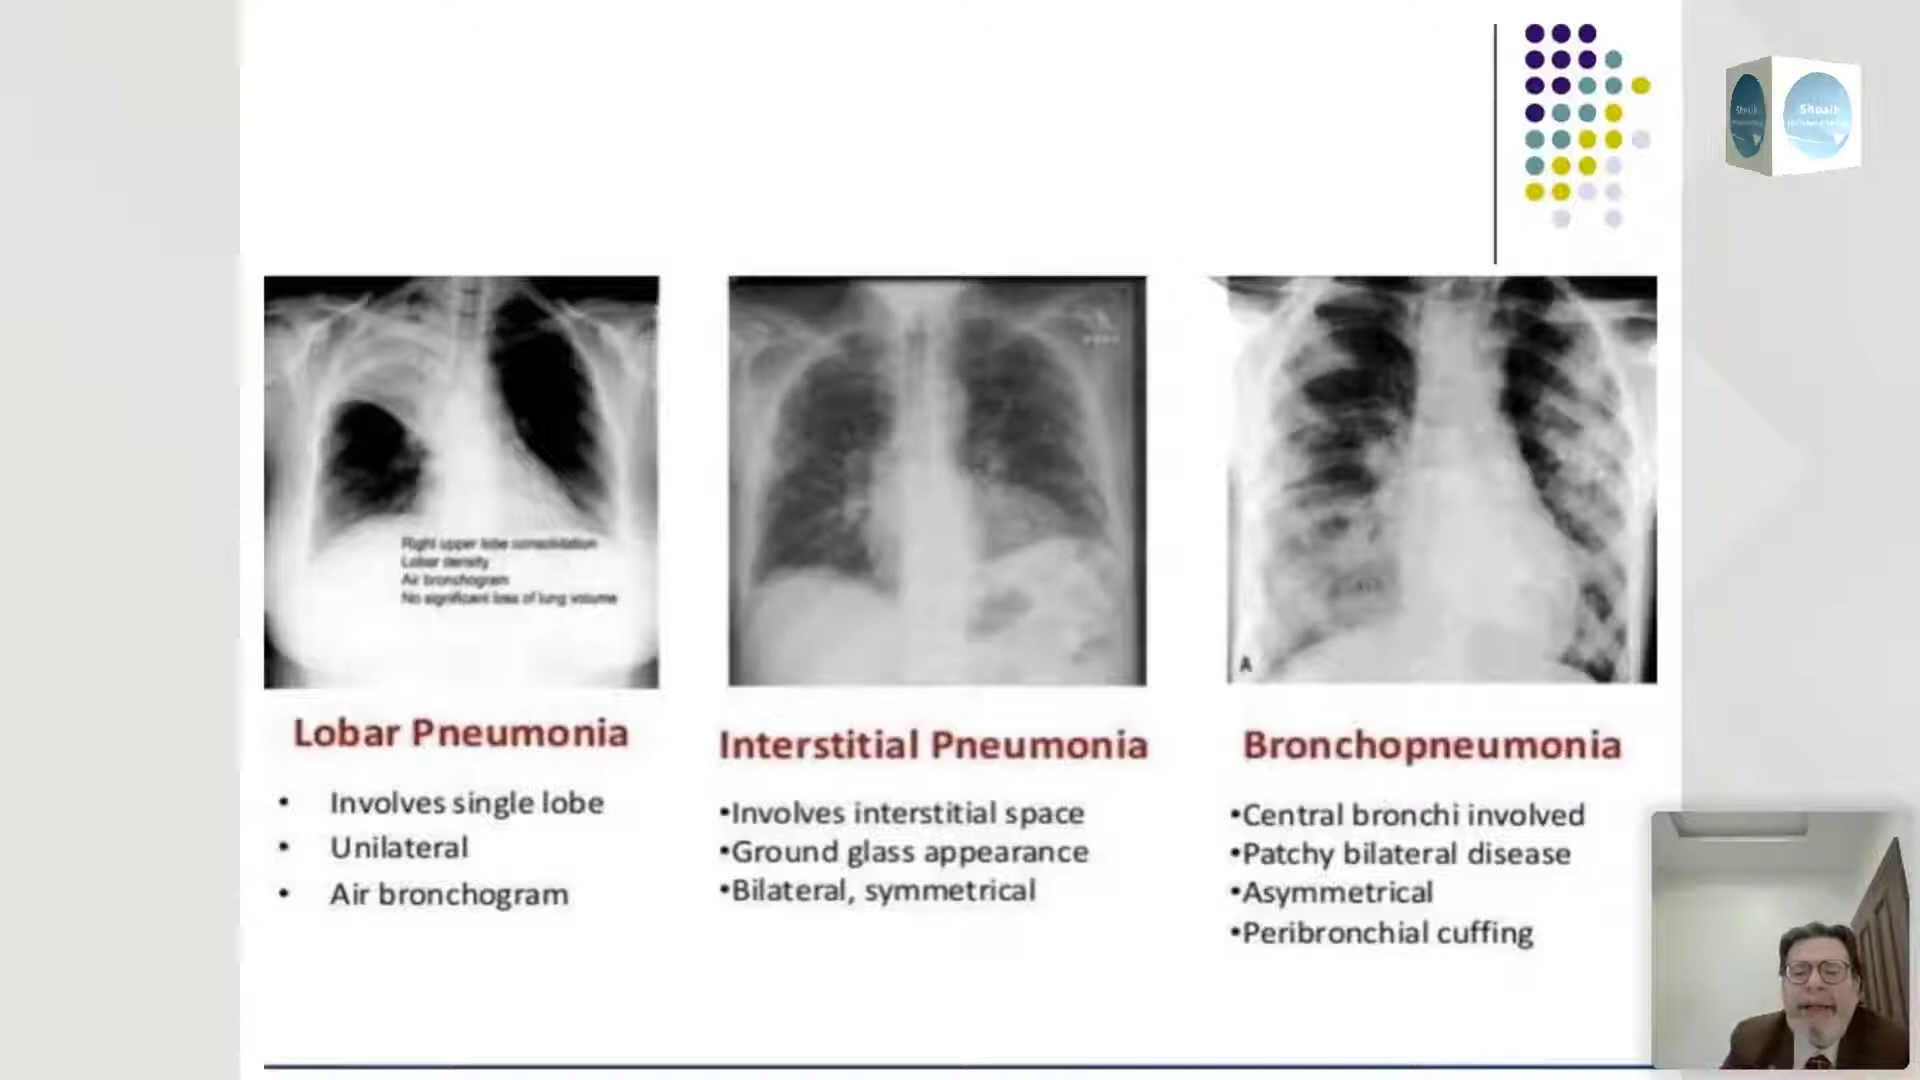 Shoaib
Right upper lobe consolidation
Lobar density
Air bronchogram
No significant loss of lung volume
A
Lobar Pneumonia
• Involves single lobe
• Unilateral
• Air bronchogram
Interstitial Pneumonia
•Involves interstitial space
•Ground glass appearance
•Bilateral, symmetrical
Bronchopneumonia
•Central bronchi involved
•Patchy bilateral disease
•Asymmetrical
•Peribronchial cuffing